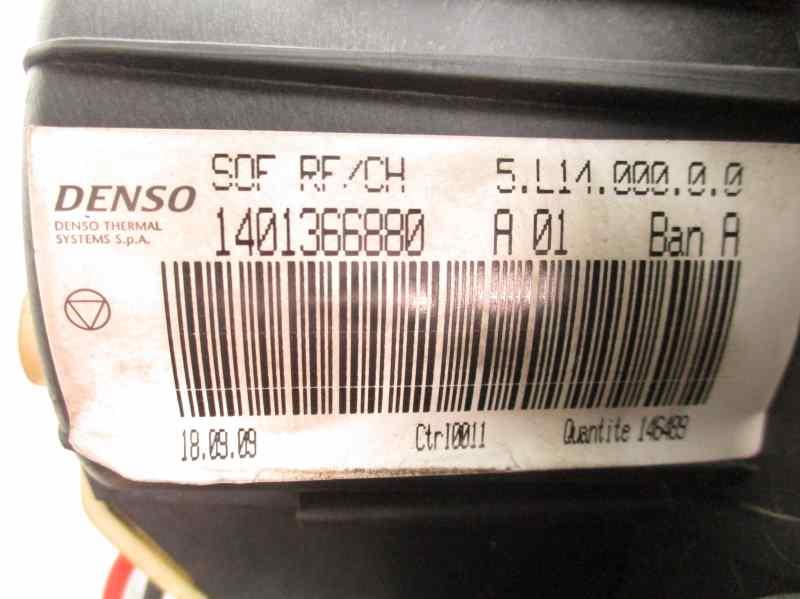 SOF RF/CH 5.L14.000.0.0
DENSO
DENSO THERMAL
SYSTEMS S.p.A.
1401366880 A 01 Ban A
18.09.09 Ctrl0011 Quantite 146489